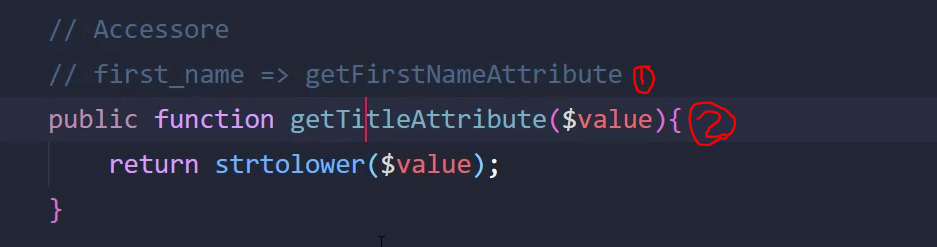 // Accessore
// first_name => getFirstNameAttribute 1
public function getTitleAttribute($value){ 2
return strtolower($value);
}